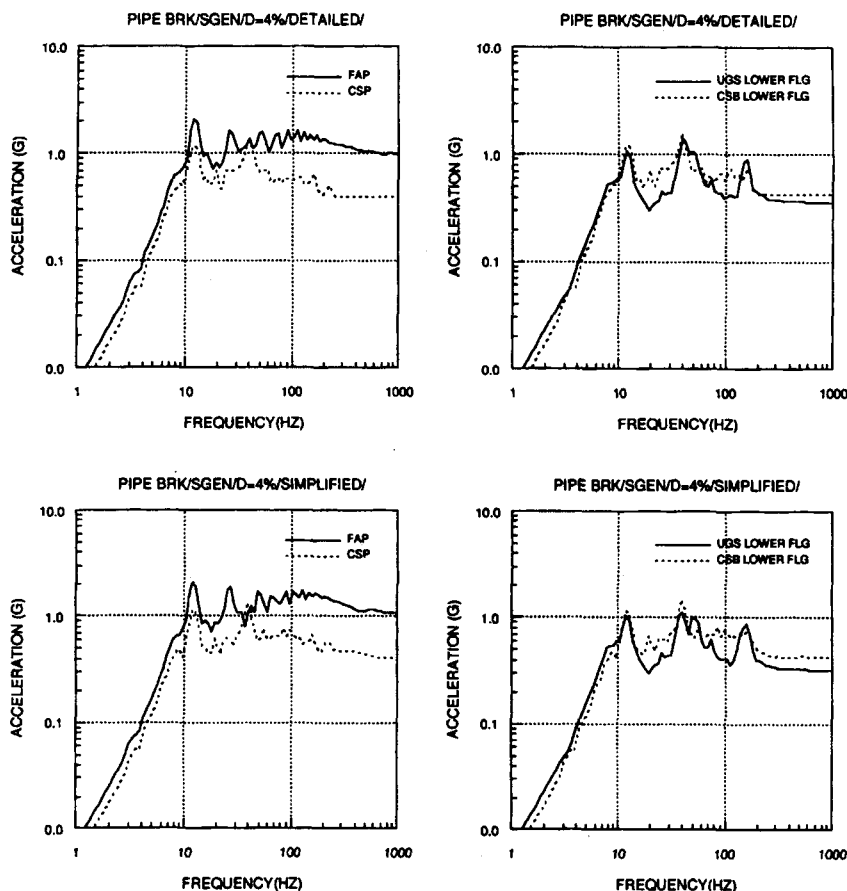 PIPE BRK/SGEN/D=4%/DETAILED/
10.0
1.0
0.1
0.0
ACCELERATION (G)
FAP
CSP
1
10
100
1000
FREQUENCY(HZ)
PIPE BRK/SGEN/D=4%/DETAILED/
10.0
1.0
0.1
0.0
ACCELERATION (G)
UGS LOWER FLG
CSB LOWER FLG
1
10
100
1000
FREQUENCY(HZ)
PIPE BRK/SGEN/D=4%/SIMPLIFIED/
10.0
1.0
0.1
0.0
ACCELERATION (G)
FAP
CSP
1
10
100
1000
FREQUENCY(HZ)
PIPE BRK/SGEN/D=4%/SIMPLIFIED/
10.0
1.0
0.1
0.0
ACCELERATION (G)
UGS LOWER FLG
CSB LOWER FLG
1
10
100
1000
FREQUENCY(HZ)